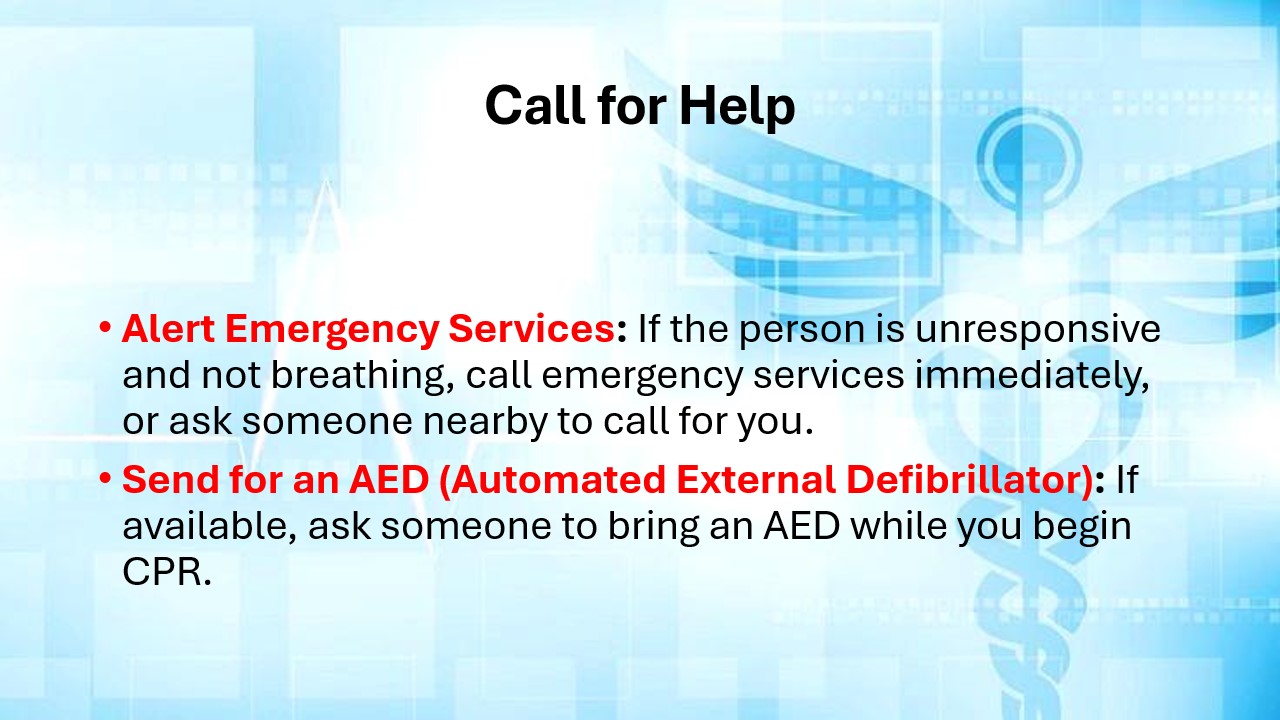 Call for Help
• Alert Emergency Services: If the person is unresponsive
and not breathing, call emergency services immediately,
or ask someone nearby to call for you.
• Send for an AED (Automated External Defibrillator): If
available, ask someone to bring an AED while you begin
CPR.